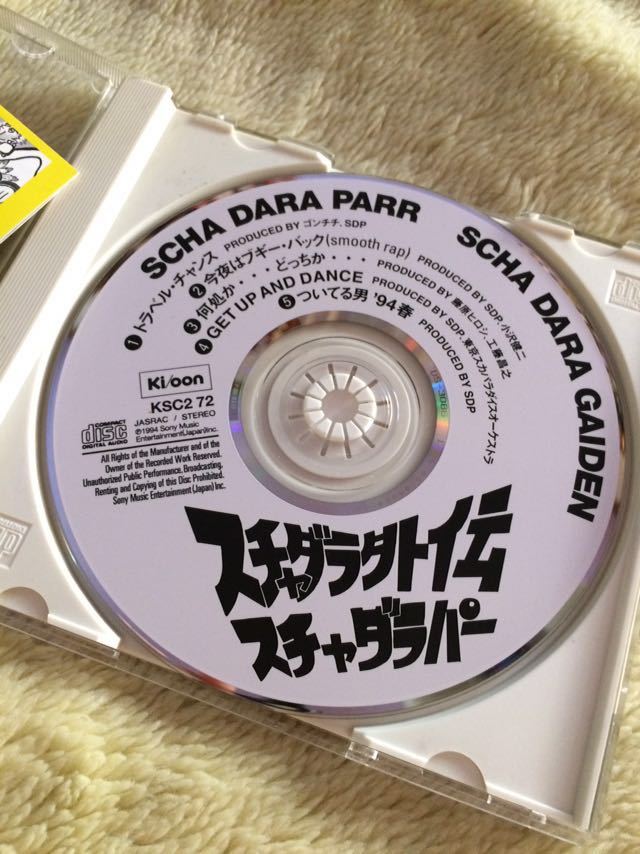 SCHA DARA PARR
SCHA DARA GAIDEN
❶トラベル・チャンス PRODUCED BY ゴンチチ、SDP
❷今夜はブギー・バック(smooth rap) PRODUCED BY SDP、小沢健二
❸何処か・・・どっちか・・・ PRODUCED BY 藤原ヒロシ、工藤昌之
❹GET UP AND DANCE PRODUCED BY SDP、東京スカパラダイスオーケストラ
❺ついてる男 '94春 PRODUCED BY SDP
Ki/oon
KSC2 72
JASRAC / STEREO
℗1994 Sony Music
Entertainment(Japan)Inc.
COMPACT
disc
DIGITAL AUDIO
All Rights of the Manufacturer and of the
Owner of the Recorded Work Reserved.
Unauthorized Public Performance, Broadcasting,
Renting and Copying of this Disc Prohibited.
Sony Music Entertainment (Japan) Inc.
スチャダラ外伝
スチャダラパー